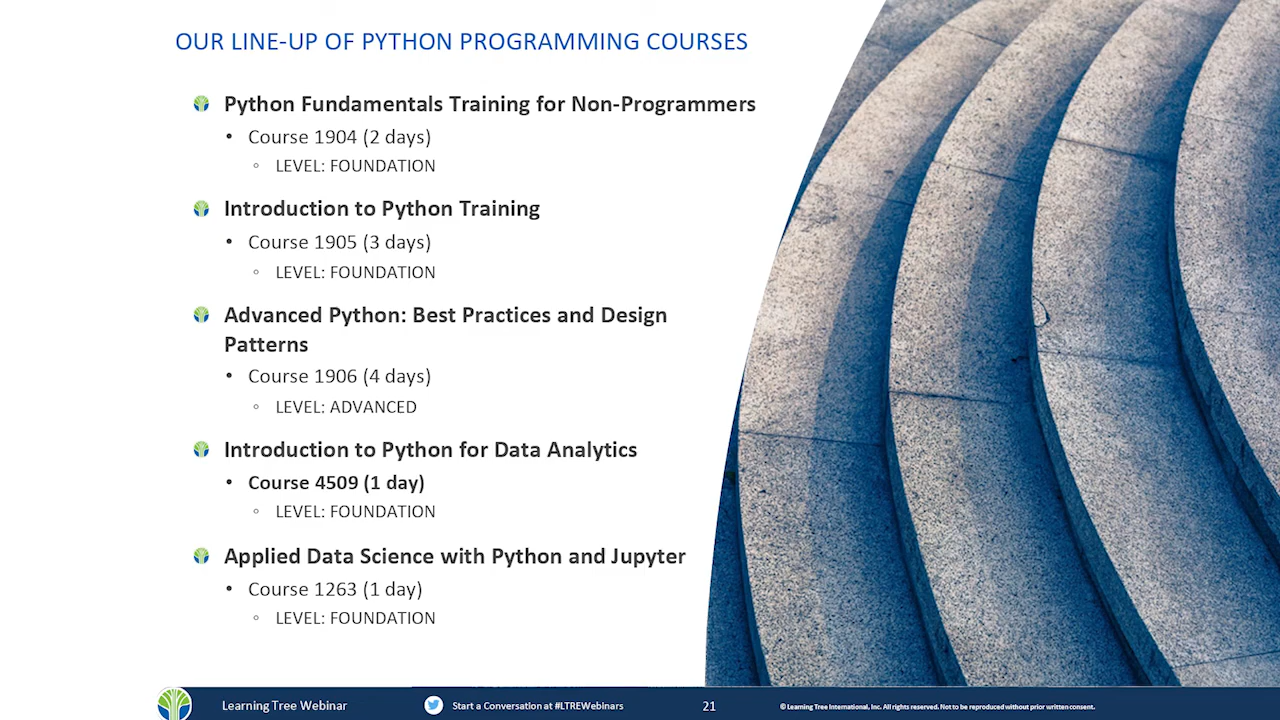 OUR LINE-UP OF PYTHON PROGRAMMING COURSES
Python Fundamentals Training for Non-Programmers
• Course 1904 (2 days)
◦ LEVEL: FOUNDATION
Introduction to Python Training
• Course 1905 (3 days)
◦ LEVEL: FOUNDATION
Advanced Python: Best Practices and Design
Patterns
• Course 1906 (4 days)
◦ LEVEL: ADVANCED
Introduction to Python for Data Analytics
• Course 4509 (1 day)
◦ LEVEL: FOUNDATION
Applied Data Science with Python and Jupyter
• Course 1263 (1 day)
◦ LEVEL: FOUNDATION
Learning Tree Webinar
Start a Conversation at #LTREWebinars
21
© Learning Tree International, Inc. All rights reserved. Not to be reproduced without prior written consent.